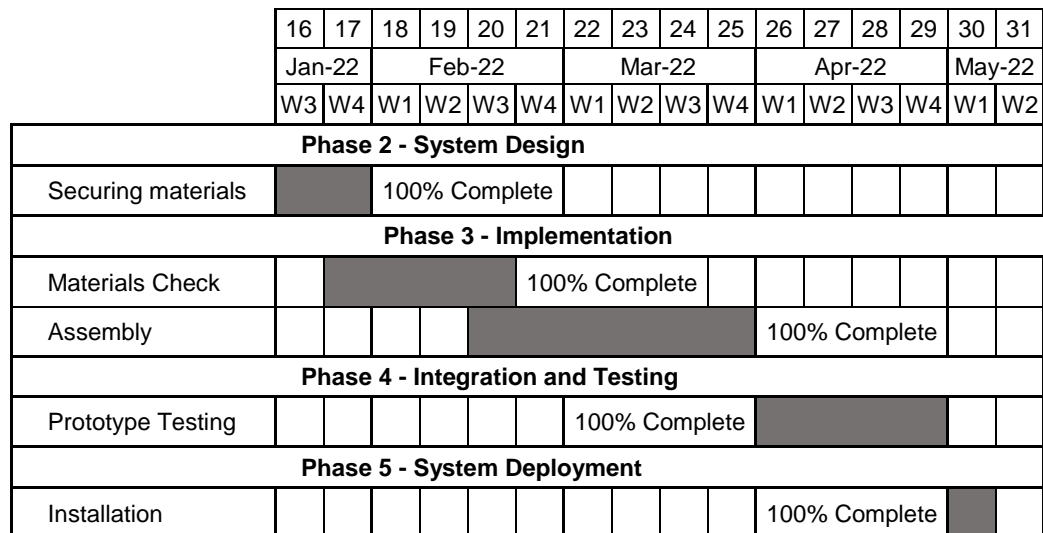 16 17 18 19 20 21 22 23 24 25 26 27 28 29 30 31
Jan-22 Feb-22 Mar-22 Apr-22 May-22
W3 W4 W1 W2 W3 W4 W1 W2 W3 W4 W1 W2 W3 W4 W1 W2
Phase 2 - System Design
Securing materials 100% Complete
Phase 3 - Implementation
Materials Check 100% Complete
Assembly 100% Complete
Phase 4 - Integration and Testing
Prototype Testing 100% Complete
Phase 5 - System Deployment
Installation 100% Complete